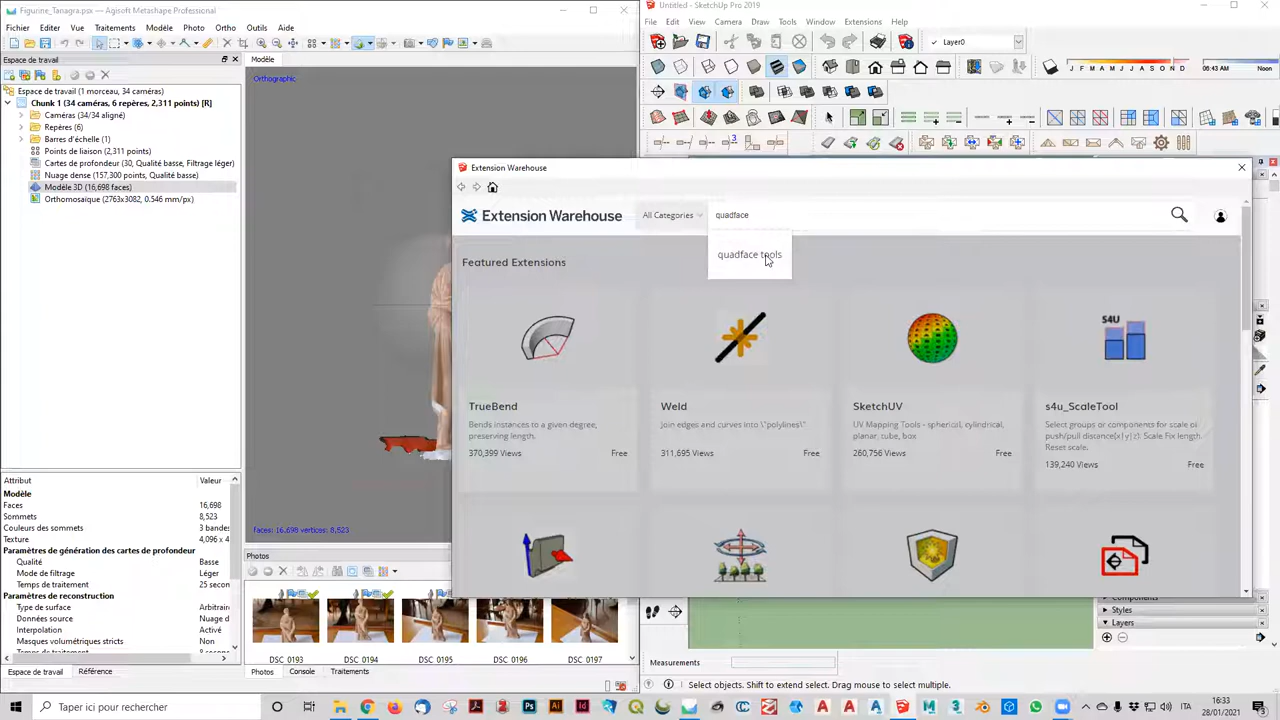 Figurine_Tanagra.psx — Agisoft Metashape Professional
Fichier Editer Vue Traitements Modèle Photo Ortho Outils Aide
Espace de travail
Espace de travail (1 morceau, 34 caméras)
Chunk 1 (34 caméras, 6 repères, 2,311 points) [R]
Caméras (34/34 aligné)
Repères (6)
Barres d'échelle (1)
Points de liaison (2,311 points)
Cartes de profondeur (30, Qualité basse, Filtrage léger)
Nuage dense (157,300 points, Qualité basse)
Modèle 3D (16,698 faces)
Orthomosaïque (2763x3082, 0.546 mm/px)
Modèle
Orthographic
faces: 16,698 vertices: 8,523
Attribut Valeur
Modèle
Faces 16,698
Sommets 8,523
Couleurs des sommets 3 bandes
Texture 4,096 x 4
Paramètres de génération des cartes de profondeur
Qualité Basse
Mode de filtrage Léger
Temps de traitement 25 secon
Paramètres de reconstruction
Type de surface Arbitrair
Données source Nuage d
Interpolation Activé
Masques volumétriques stricts Non
Espace de travail Référence
Photos
DSC_0193 DSC_0194 DSC_0195 DSC_0196 DSC_0197
Photos Console Traitements
Untitled - SketchUp Pro 2019
File Edit View Camera Draw Tools Window Extensions Help
Layer0
J F M A M J J A S O N D
06:43 AM Noon
Extension Warehouse
Extension Warehouse All Categories quadface
quadface tools
Featured Extensions
S4U
TrueBend
Bends instances to a given degree,
preserving length.
370,399 Views Free
Weld
Join edges and curves into \"polylines\"
311,695 Views Free
SketchUV
UV Mapping Tools - spherical, cylindrical,
planar, tube, box
260,756 Views Free
s4u_ScaleTool
Select groups or components for scale or
push/pull distance(x|y|z). Scale Fix length.
Reset scale.
139,240 Views Free
Components
Styles
Layers
Measurements
Select objects. Shift to extend select. Drag mouse to select multiple.
Taper ici pour rechercher
ITA
16:33
28/01/2021